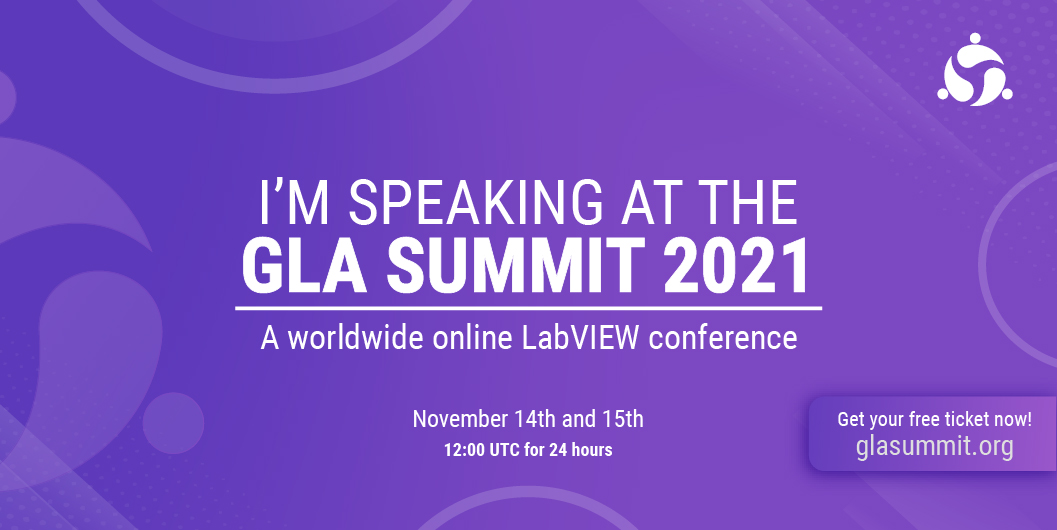 I'M SPEAKING AT THE
GLA SUMMIT 2021
A worldwide online LabVIEW conference
November 14th and 15th
12:00 UTC for 24 hours
Get your free ticket now!
glasummit.org